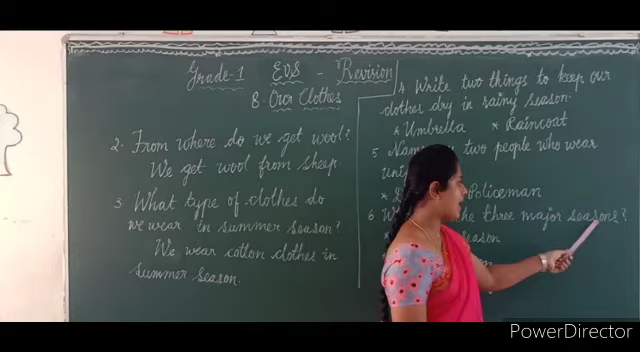 Grade-1 EVS - Revision
8. Our Clothes
2. From where do we get wool?
We get wool from sheep
3. What type of clothes do
we wear in summer season?
We wear cotton clothes in
summer season.
4. Write two things to keep our
clothes dry in rainy season.
* Umbrella * Raincoat
5. two people who wear
* Policeman
6 the three major seasons?
season
PowerDirector